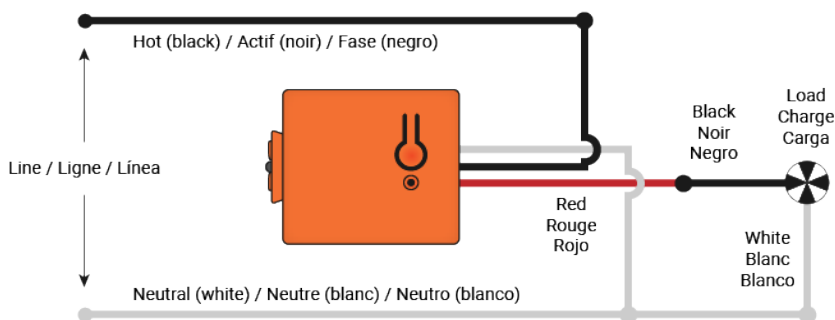 Hot (black) / Actif (noir) / Fase (negro)
Line / Ligne / Línea
Black
Noir
Negro
Load
Charge
Carga
Red
Rouge
Rojo
White
Blanc
Blanco
Neutral (white) / Neutre (blanc) / Neutro (blanco)